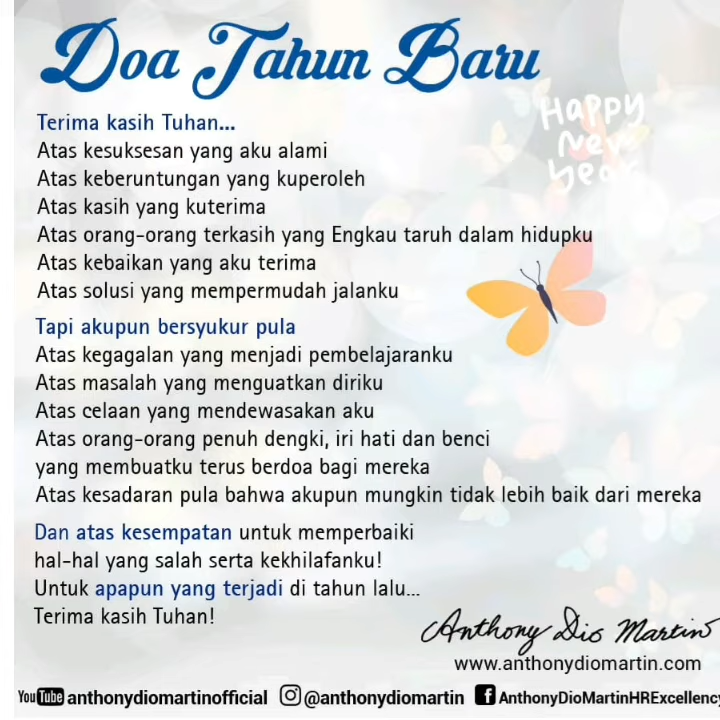 Doa Tahun Baru
Happy
New
Year
Terima kasih Tuhan...
Atas kesuksesan yang aku alami
Atas keberuntungan yang kuperoleh
Atas kasih yang kuterima
Atas orang-orang terkasih yang Engkau taruh dalam hidupku
Atas kebaikan yang aku terima
Atas solusi yang mempermudah jalanku
Tapi akupun bersyukur pula
Atas kegagalan yang menjadi pembelajaranku
Atas masalah yang menguatkan diriku
Atas celaan yang mendewasakan aku
Atas orang-orang penuh dengki, iri hati dan benci
yang membuatku terus berdoa bagi mereka
Atas kesadaran pula bahwa akupun mungkin tidak lebih baik dari mereka
Dan atas kesempatan untuk memperbaiki
hal-hal yang salah serta kekhilafanku!
Untuk apapun yang terjadi di tahun lalu...
Terima kasih Tuhan!
Anthony Dio Martin
www.anthonydiomartin.com
YouTube anthonydiomartinofficial @anthonydiomartin f AnthonyDioMartinHRExcellency